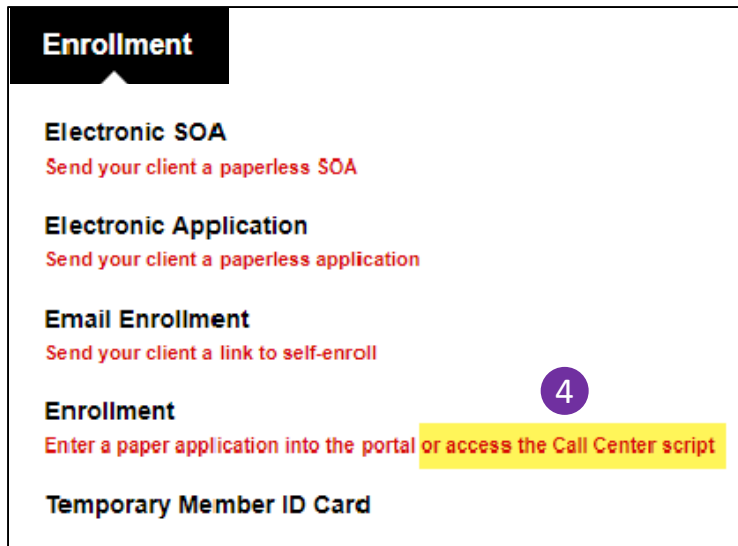 Enrollment
Electronic SOA
Send your client a paperless SOA
Electronic Application
Send your client a paperless application
Email Enrollment
Send your client a link to self-enroll
4
Enrollment
Enter a paper application into the portal or access the Call Center script
Temporary Member ID Card